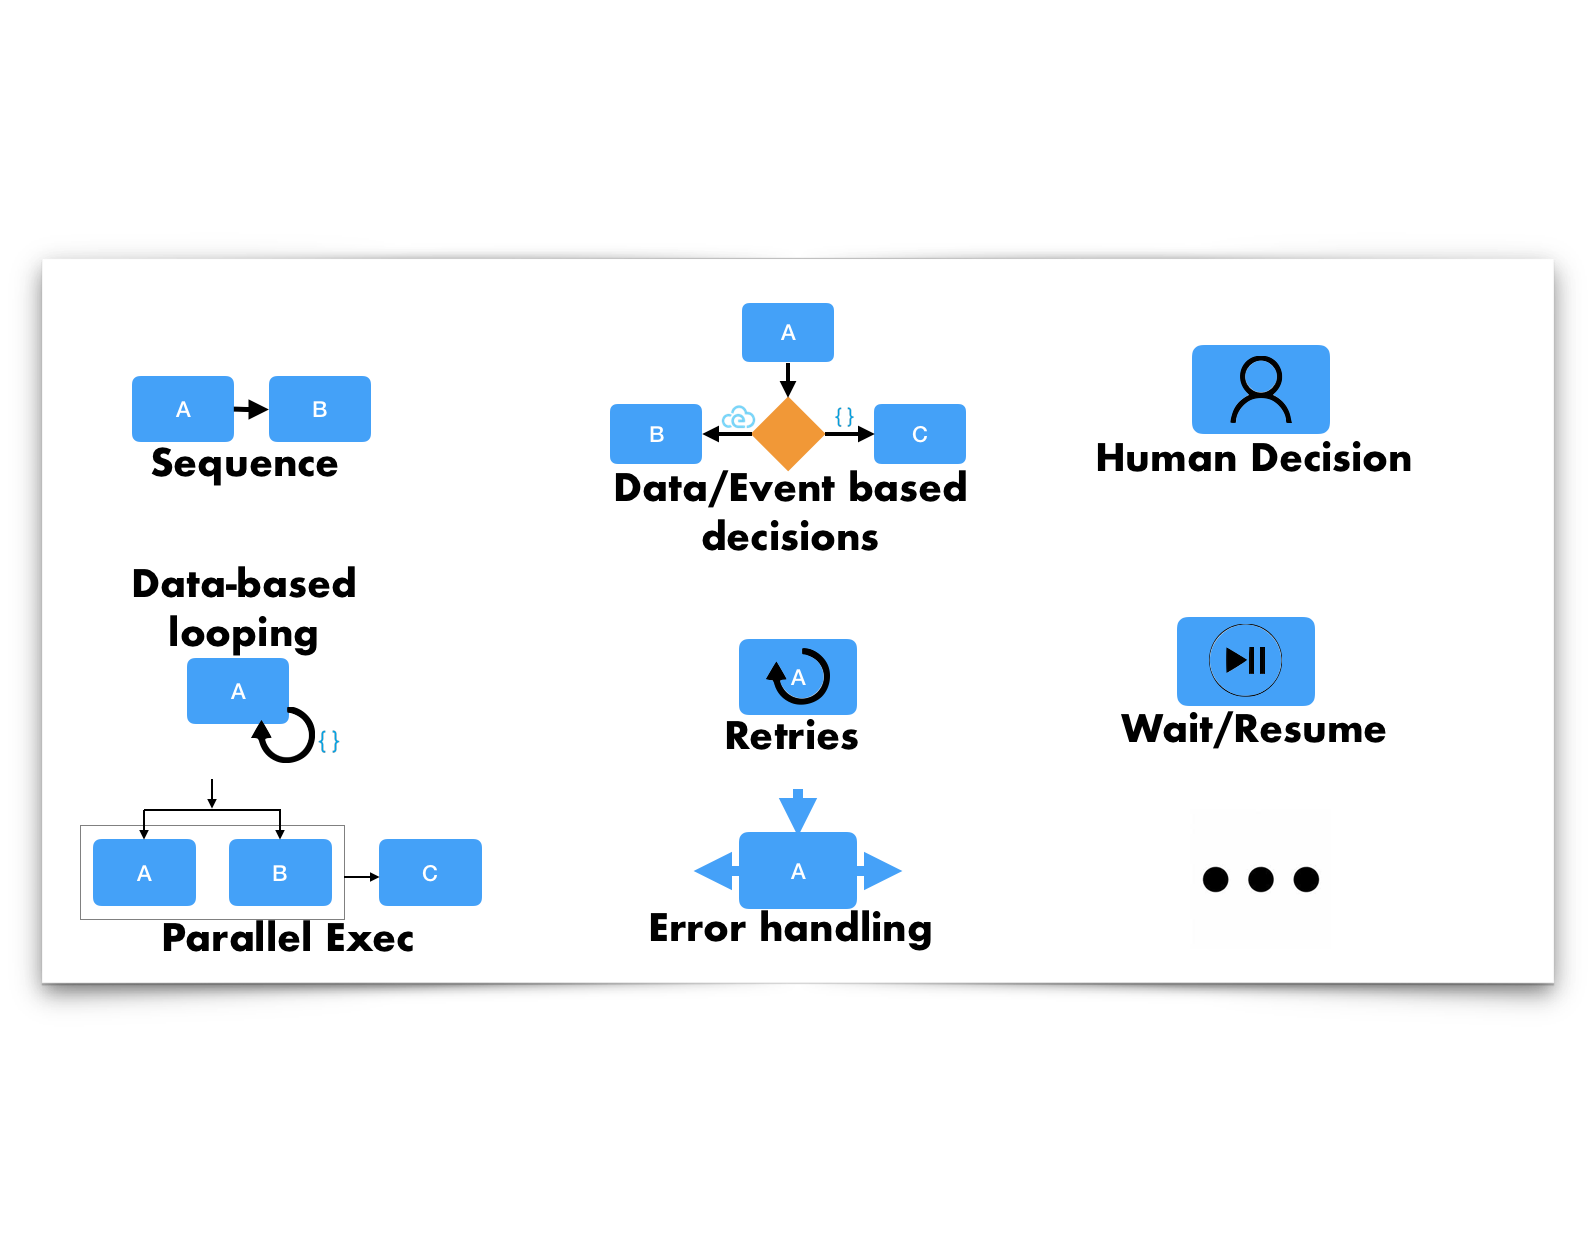 A B
Sequence
A
B { } C
Data/Event based
decisions
Human Decision
Data-based
looping
A
{ }
A
Retries
Wait/Resume
A B C
Parallel Exec
A
Error handling